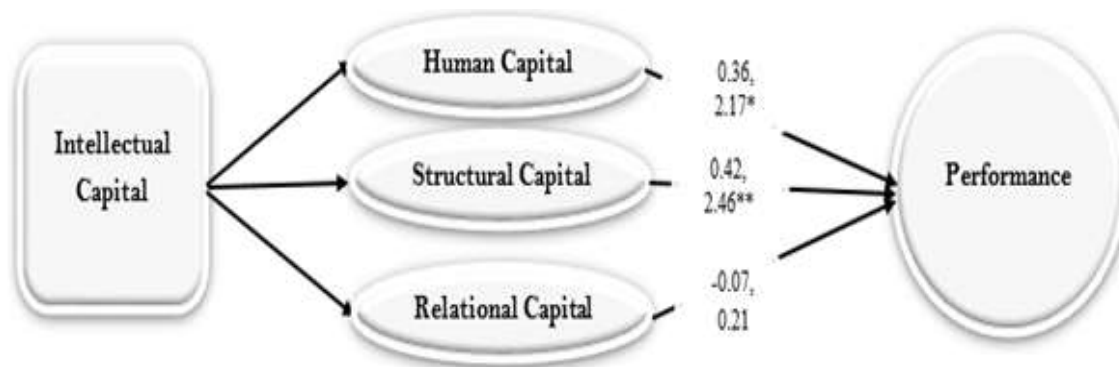 Intellectual
Capital
Human Capital
Structural Capital
Relational Capital
0.36,
2.17*
0.42,
2.46**
-0.07,
0.21
Performance